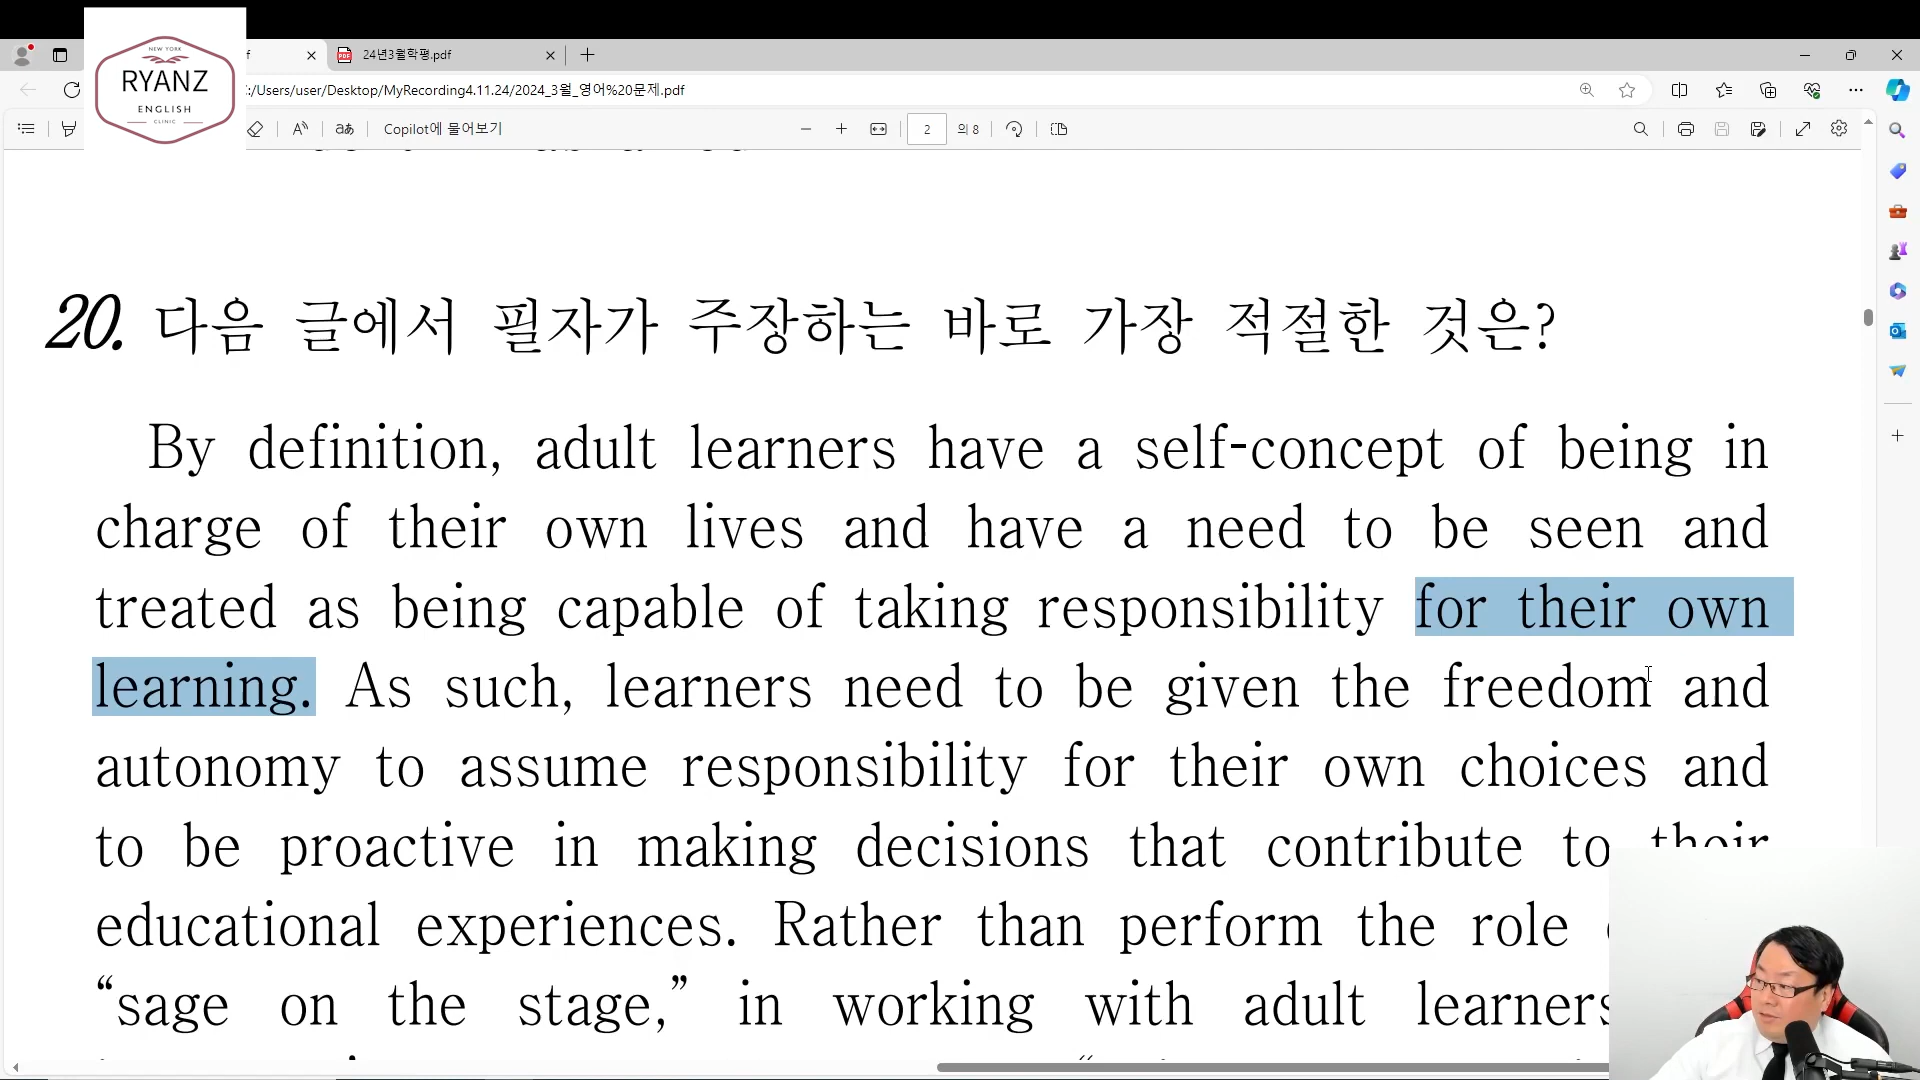 24년3월학평.pdf
NEW YORK
RYANZ
ENGLISH
CLINIC
:/Users/user/Desktop/MyRecording4.11.24/2024_3월_영어%20문제.pdf
Copilot에 물어보기
2 의 8
20. 다음 글에서 필자가 주장하는 바로 가장 적절한 것은?
By definition, adult learners have a self-concept of being in
charge of their own lives and have a need to be seen and
treated as being capable of taking responsibility for their own
learning. As such, learners need to be given the freedom and
autonomy to assume responsibility for their own choices and
to be proactive in making decisions that contribute to their
educational experiences. Rather than perform the role
“sage on the stage,” in working with adult learners